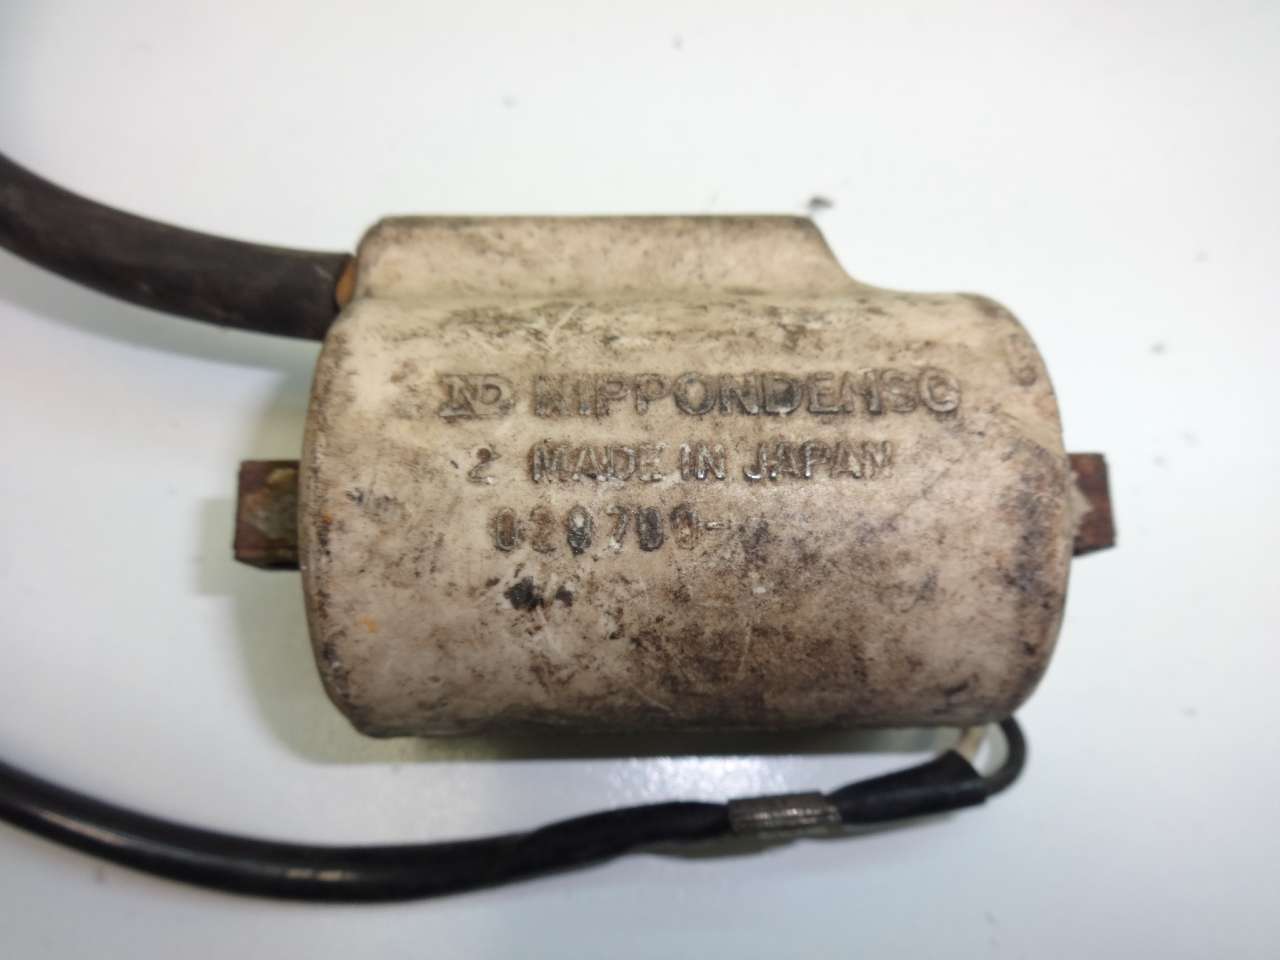 ND NIPPONDENSO
2 MADE IN JAPAN
029700-